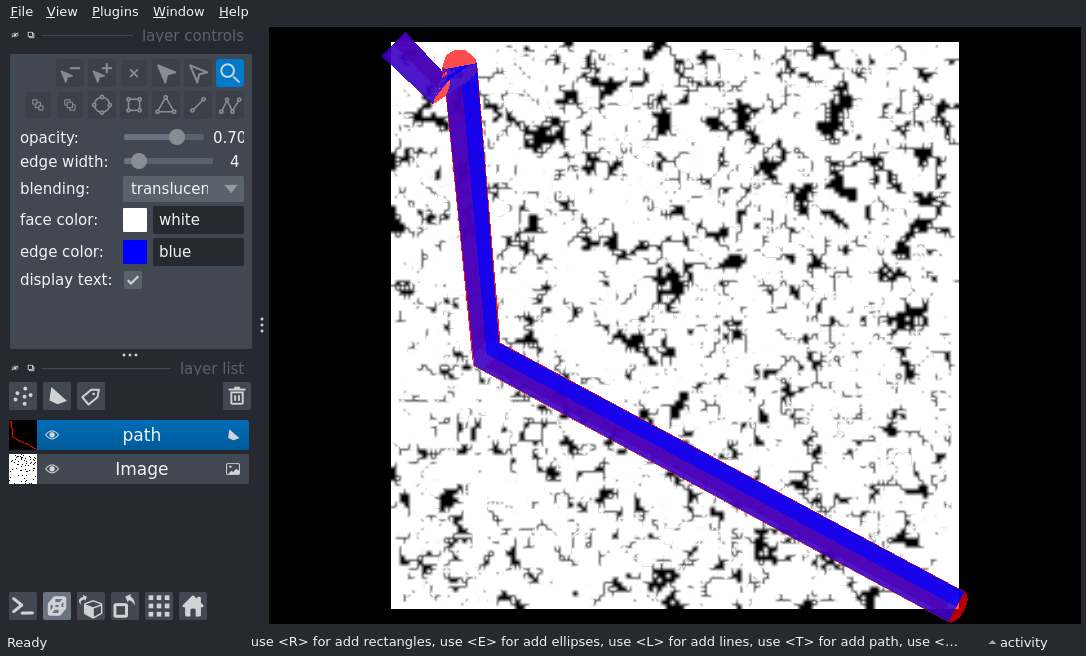 File View Plugins Window Help
layer controls
opacity: 0.70
edge width: 4
blending: translucen
face color: white
edge color: blue
display text:
layer list
path
Image
Ready use <R> for add rectangles, use <E> for add ellipses, use <L> for add lines, use <T> for add path, use <... activity